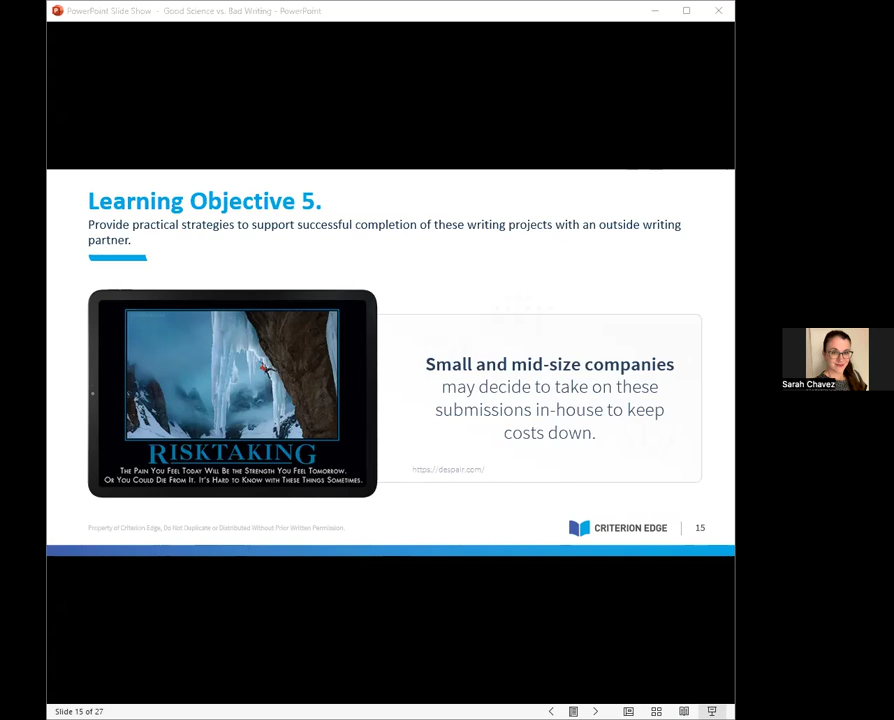 PowerPoint Slide Show - Good Science vs. Bad Writing - PowerPoint
Learning Objective 5.
Provide practical strategies to support successful completion of these writing projects with an outside writing
partner.
RISKTAKING
THE PAIN YOU FEEL TODAY WILL BE THE STRENGTH YOU FEEL TOMORROW.
OR YOU COULD DIE FROM IT. IT'S HARD TO KNOW WITH THESE THINGS SOMETIMES.
Small and mid-size companies
may decide to take on these
submissions in-house to keep
costs down.
https://despair.com/
Sarah Chavez
Property of Criterion Edge, Do Not Duplicate or Distributed Without Prior Written Permission.
CRITERION EDGE
15
Slide 15 of 27